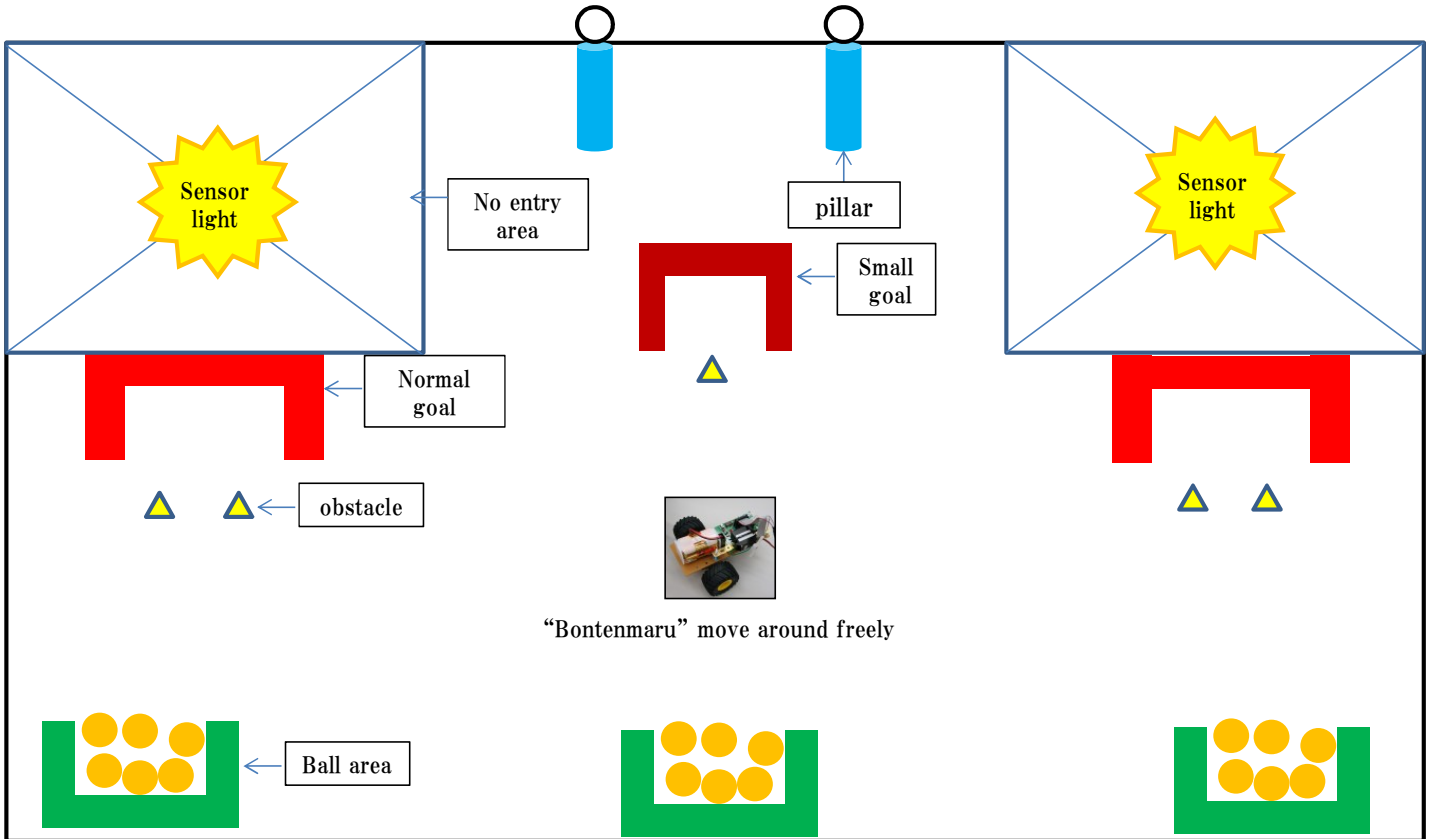 Sensor
light
No entry
area
pillar
Sensor
light
Small
goal
Normal
goal
obstacle
“Bontenmaru” move around freely
Ball area